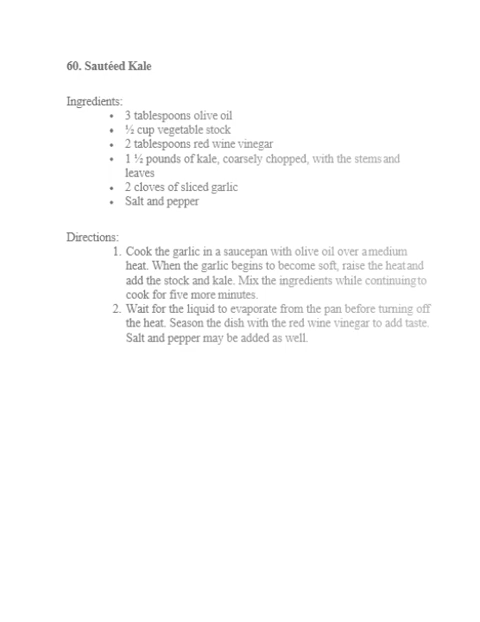 60. Sautéed Kale
Ingredients:
• 3 tablespoons olive oil
• ½ cup vegetable stock
• 2 tablespoons red wine vinegar
• 1 ½ pounds of kale, coarsely chopped, with the stems and
leaves
• 2 cloves of sliced garlic
• Salt and pepper
Directions:
1. Cook the garlic in a saucepan with olive oil over a medium
heat. When the garlic begins to become soft, raise the heat and
add the stock and kale. Mix the ingredients while continuing to
cook for five more minutes.
2. Wait for the liquid to evaporate from the pan before turning off
the heat. Season the dish with the red wine vinegar to add taste.
Salt and pepper may be added as well.